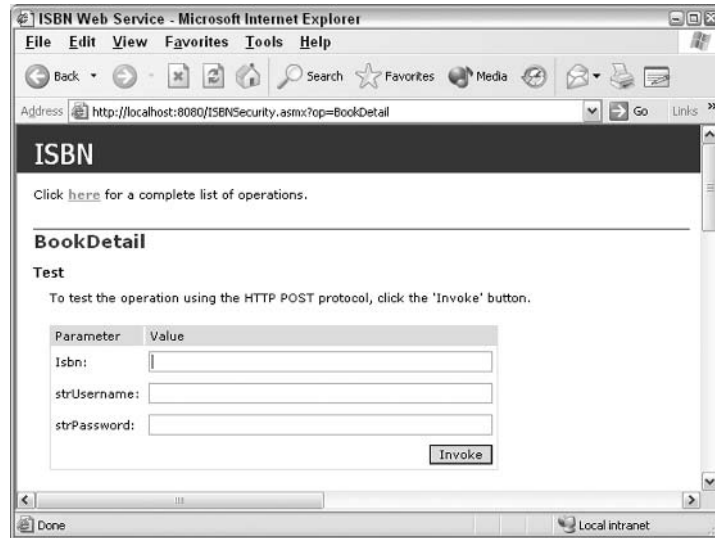 ISBN Web Service - Microsoft Internet Explorer
File Edit View Favorites Tools Help
Back Search Favorites Media
Address http://localhost:8080/ISBNSecurity.asmx?op=BookDetail Go Links »
ISBN
Click here for a complete list of operations.
BookDetail
Test
To test the operation using the HTTP POST protocol, click the 'Invoke' button.
Parameter Value
Isbn:
strUsername:
strPassword:
Invoke
Done Local intranet